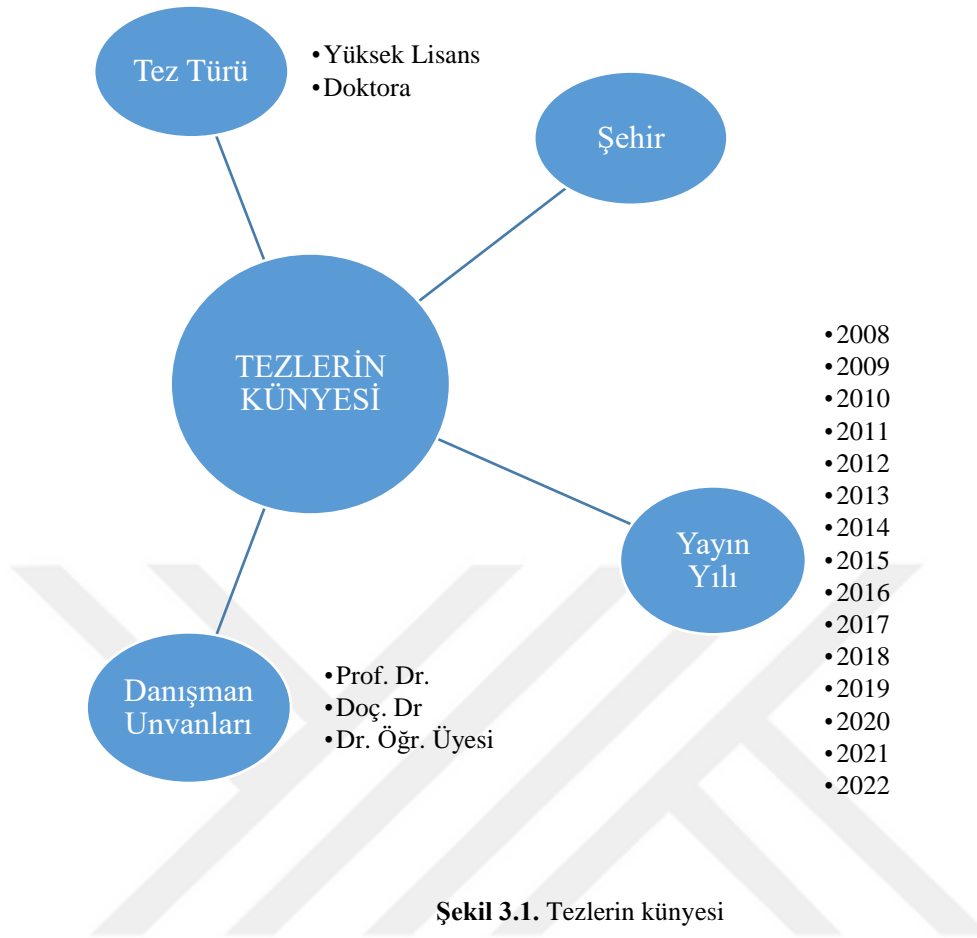 Tez Türü
•Yüksek Lisans
•Doktora
Şehir
TEZLERİN
KÜNYESİ
Yayın
Yılı
•2008
•2009
•2010
•2011
•2012
•2013
•2014
•2015
•2016
•2017
•2018
•2019
•2020
•2021
•2022
Danışman
Unvanları
•Prof. Dr.
•Doç. Dr
•Dr. Öğr. Üyesi
Şekil 3.1. Tezlerin künyesi